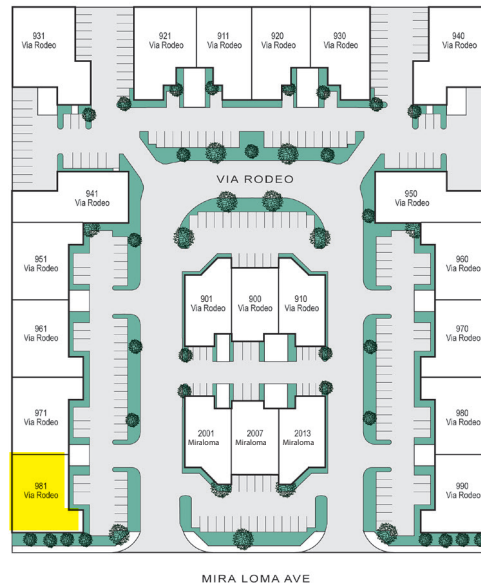 931
Via Rodeo
921
Via Rodeo
911
Via Rodeo
920
Via Rodeo
930
Via Rodeo
940
Via Rodeo
VIA RODEO
941
Via Rodeo
950
Via Rodeo
951
Via Rodeo
960
Via Rodeo
901
Via Rodeo
900
Via Rodeo
910
Via Rodeo
961
Via Rodeo
970
Via Rodeo
971
Via Rodeo
980
Via Rodeo
2001
Miraloma
2007
Miraloma
2013
Miraloma
981
Via Rodeo
990
Via Rodeo
MIRA LOMA AVE